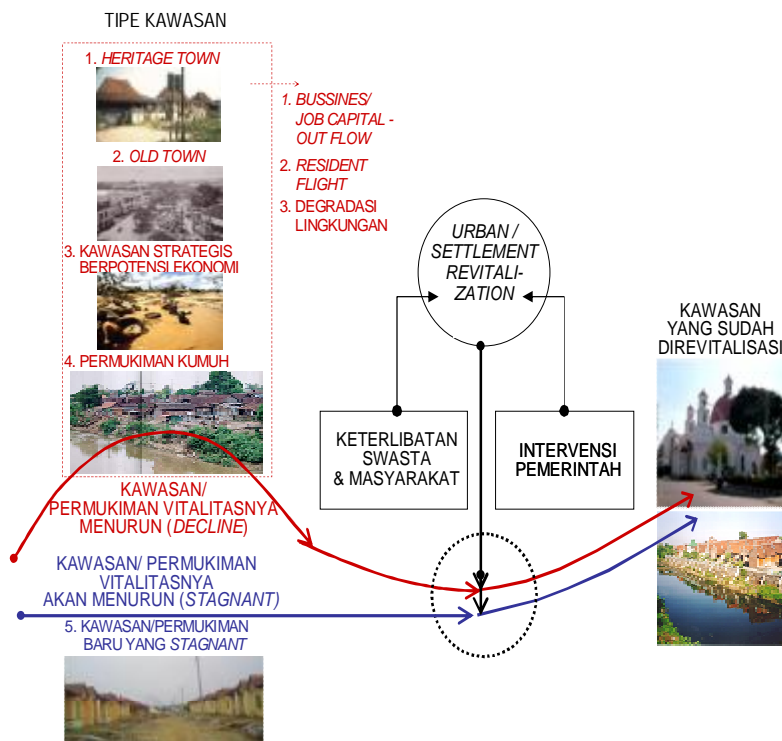 TIPE KAWASAN
1. HERITAGE TOWN
2. OLD TOWN
3. KAWASAN STRATEGIS
BERPOTENSI EKONOMI
4. PERMUKIMAN KUMUH
1. BUSSINES/
JOB CAPITAL -
OUT FLOW
2. RESIDENT
FLIGHT
3. DEGRADASI
LINGKUNGAN
URBAN /
SETTLEMENT
REVITALI-
ZATION
KETERLIBATAN
SWASTA
& MASYARAKAT
INTERVENSI
PEMERINTAH
KAWASAN
YANG SUDAH
DIREVITALISASI
KAWASAN/
PERMUKIMAN VITALITASNYA
MENURUN (DECLINE)
KAWASAN/ PERMUKIMAN
VITALITASNYA
AKAN MENURUN (STAGNANT)
5. KAWASAN/PERMUKIMAN
BARU YANG STAGNANT